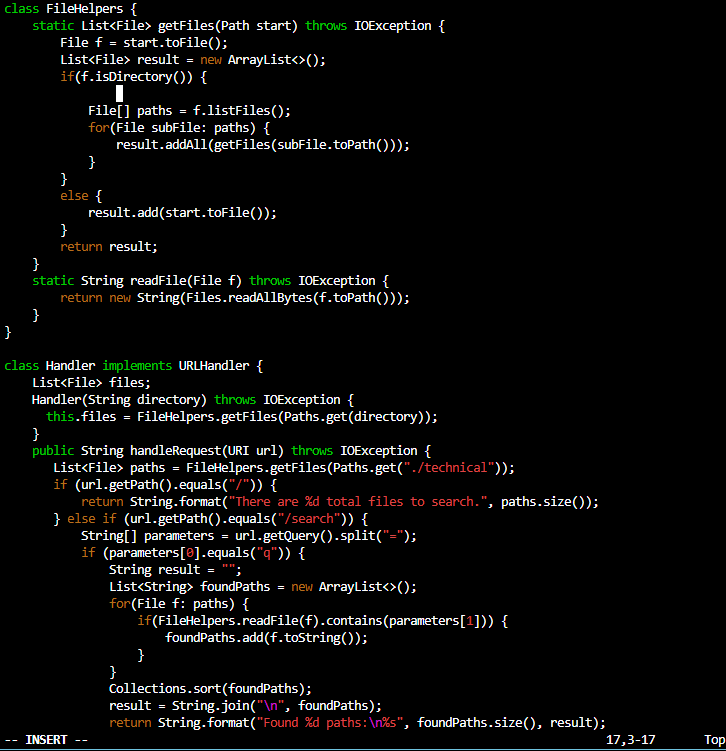 class FileHelpers {
    static List<File> getFiles(Path start) throws IOException {
        File f = start.toFile();
        List<File> result = new ArrayList<>();
        if(f.isDirectory()) {
            File[] paths = f.listFiles();
            for(File subFile: paths) {
                result.addAll(getFiles(subFile.toPath()));
            }
        }
        else {
            result.add(start.toFile());
        }
        return result;
    }
    static String readFile(File f) throws IOException {
        return new String(Files.readAllBytes(f.toPath()));
    }
}
class Handler implements URLHandler {
    List<File> files;
    Handler(String directory) throws IOException {
      this.files = FileHelpers.getFiles(Paths.get(directory));
    }
    public String handleRequest(URI url) throws IOException {
       List<File> paths = FileHelpers.getFiles(Paths.get("./technical"));
       if (url.getPath().equals("/")) {
           return String.format("There are %d total files to search.", paths.size());
       } else if (url.getPath().equals("/search")) {
           String[] parameters = url.getQuery().split("=");
           if (parameters[0].equals("q")) {
               String result = "";
               List<String> foundPaths = new ArrayList<>();
               for(File f: paths) {
                   if(FileHelpers.readFile(f).contains(parameters[1])) {
                       foundPaths.add(f.toString());
                   }
               }
               Collections.sort(foundPaths);
               result = String.join("\n", foundPaths);
               return String.format("Found %d paths:\n%s", foundPaths.size(), result);
-- INSERT -- 17,3-17 Top